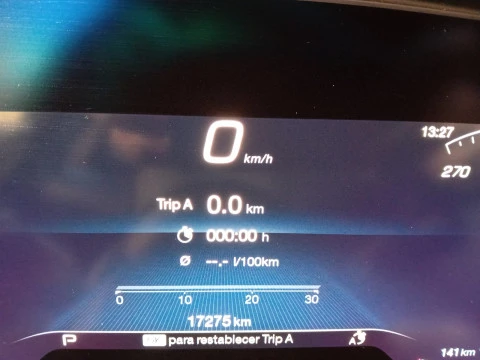 0 km/h
13:27
270
Trip A 0.0 km
000:00 h
Ø --.- l/100km
0 10 20 30
17275 km
P para restablecer Trip A A
141 km